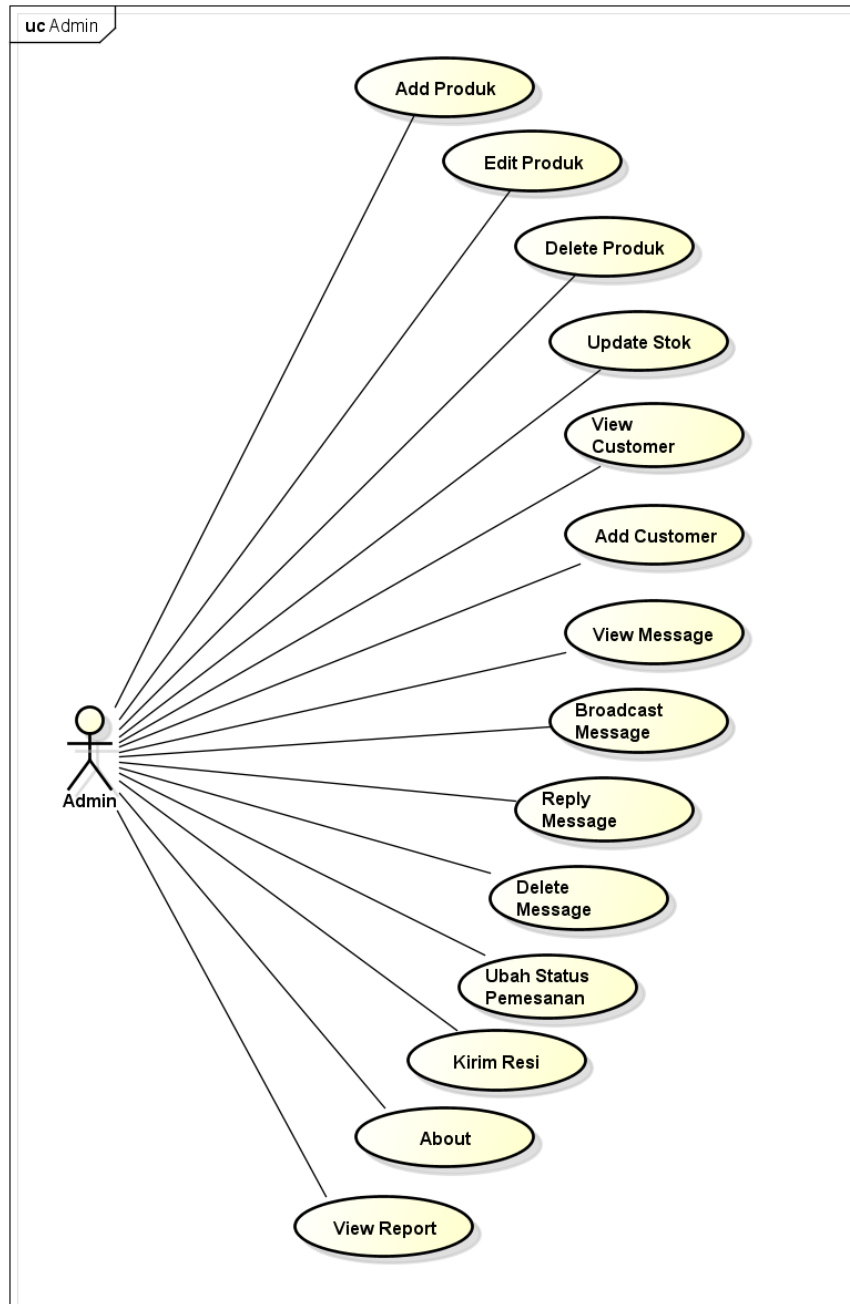 uc Admin
Add Produk
Edit Produk
Delete Produk
Update Stok
View
Customer
Add Customer
View Message
Broadcast
Message
Admin
Reply
Message
Delete
Message
Ubah Status
Pemesanan
Kirim Resi
About
View Report